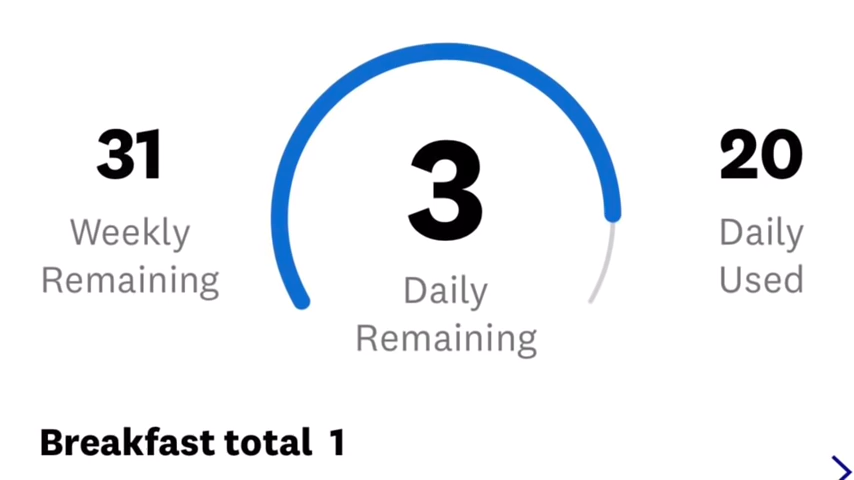 31
Weekly
Remaining
3
Daily
Remaining
20
Daily
Used
Breakfast total 1